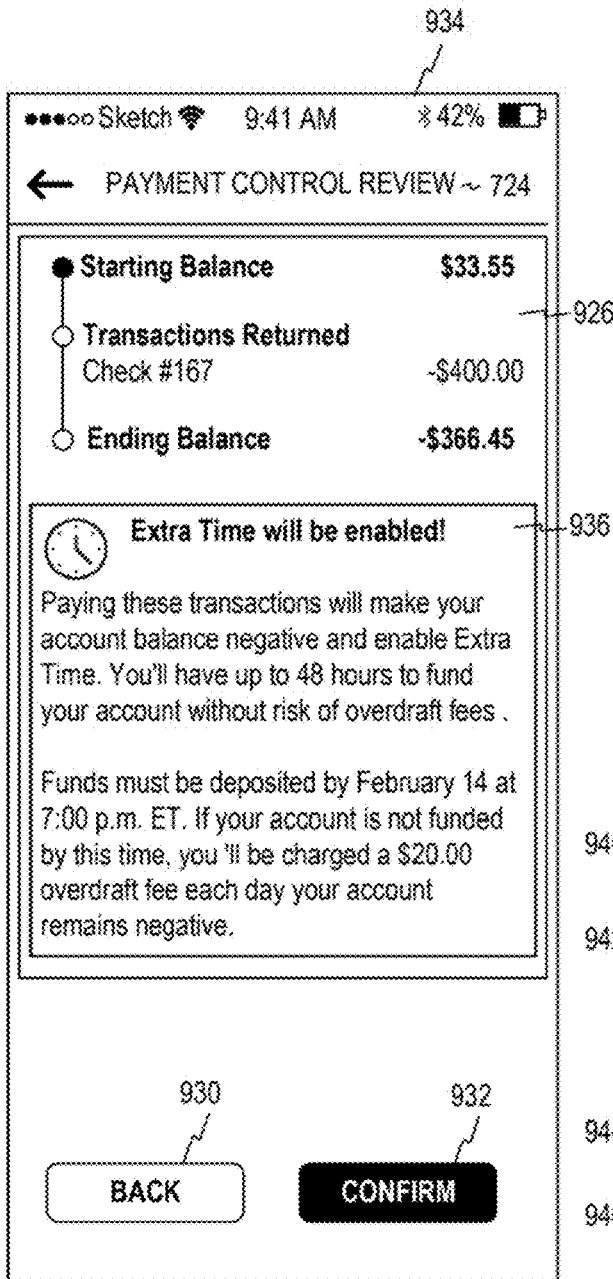 934
Sketch 9:41 AM 42%
PAYMENT CONTROL REVIEW ~ 724
Starting Balance $33.55
926
Transactions Returned
Check #167 -$400.00
Ending Balance -$366.45
Extra Time will be enabled!
936
Paying these transactions will make your
account balance negative and enable Extra
Time. You'll have up to 48 hours to fund
your account without risk of overdraft fees .
Funds must be deposited by February 14 at
7:00 p.m. ET. If your account is not funded
by this time, you 'll be charged a $20.00
overdraft fee each day your account
remains negative.
930 932
BACK CONFIRM